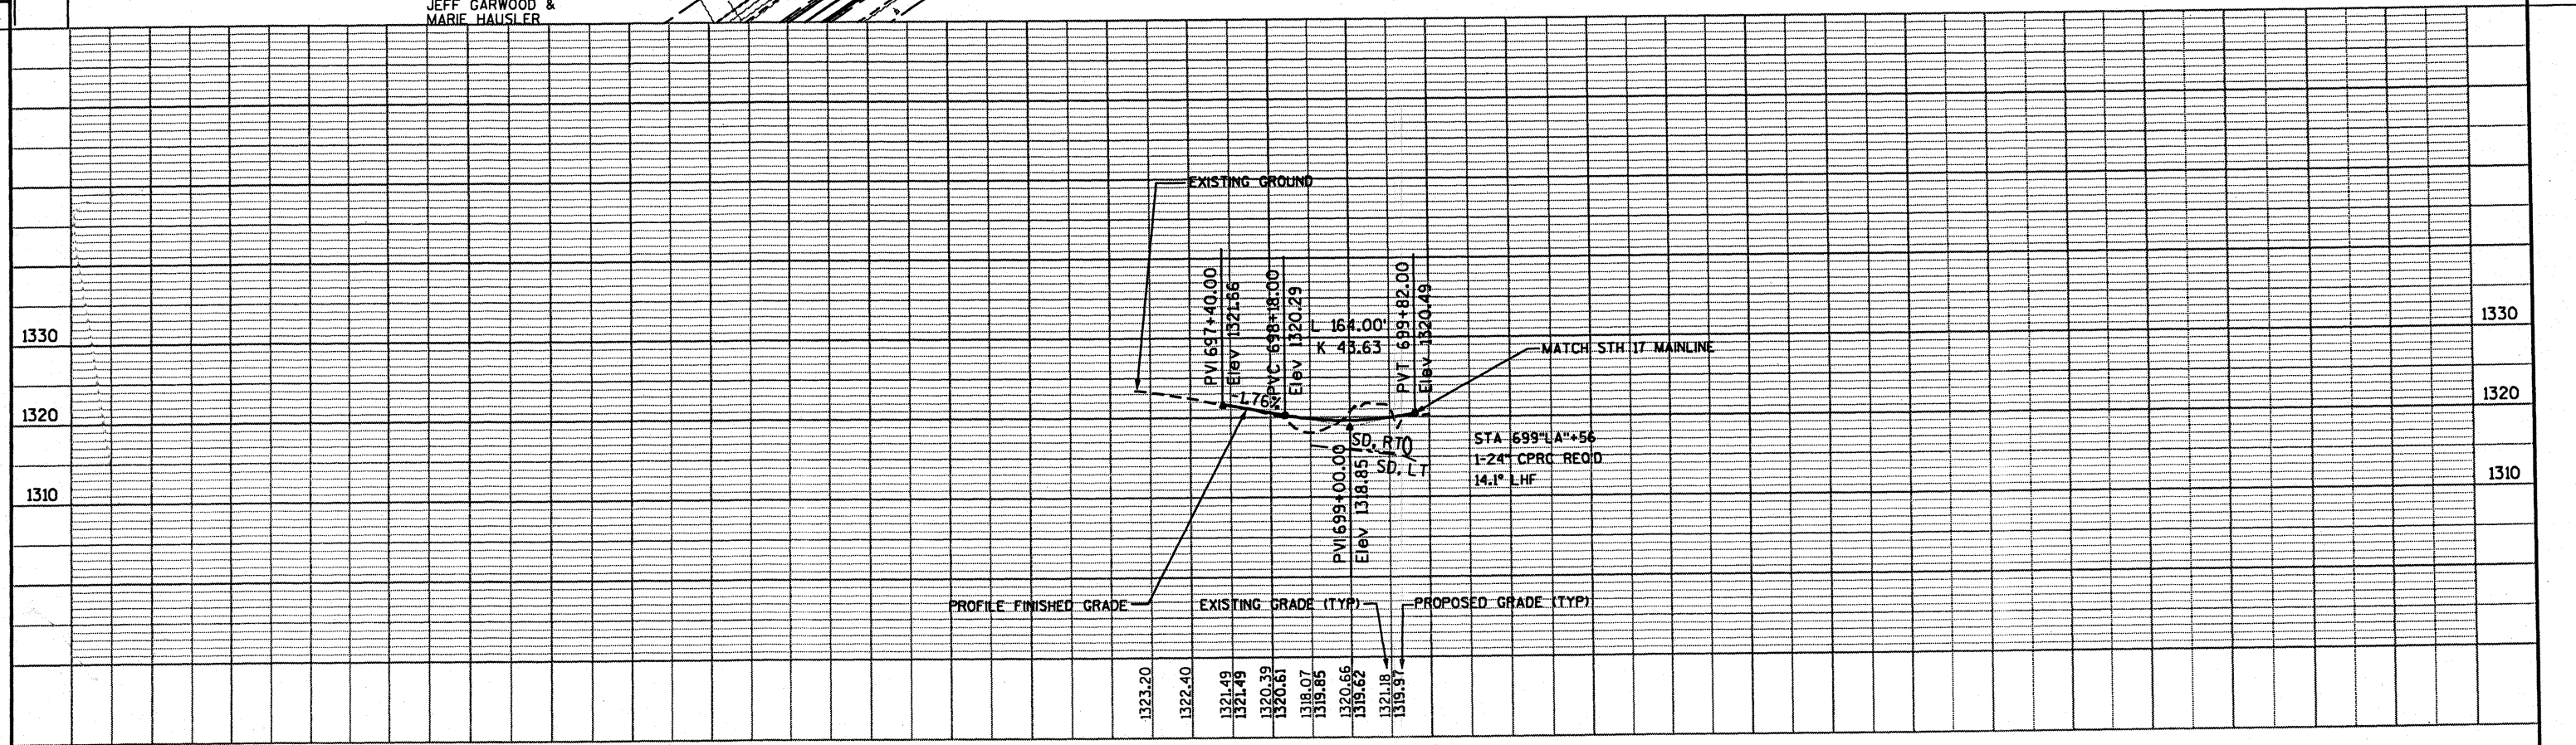 JEFF GARWOOD &
MARIE HAUSLER
EXISTING GROUND
PVI 697+40.00
Elev 1321.66
PVC 698+18.00
Elev 1320.29
L 164.00'
K 43.63
PVT 699+82.00
Elev 1320.49
MATCH STH 17 MAINLINE
1330
1330
-1.76%
1320
1320
SD, RT
SD, LT
PVI 699+00.00
Elev 1318.85
STA 699"LA"+56
1-24" CPRC REQ'D
14.1° LHF
1310
1310
PROFILE FINISHED GRADE
EXISTING GRADE (TYP)
PROPOSED GRADE (TYP)
1323.20
1322.40
1321.49
1321.49
1320.39
1320.61
1318.07
1319.85
1320.66
1319.62
1321.18
1319.97